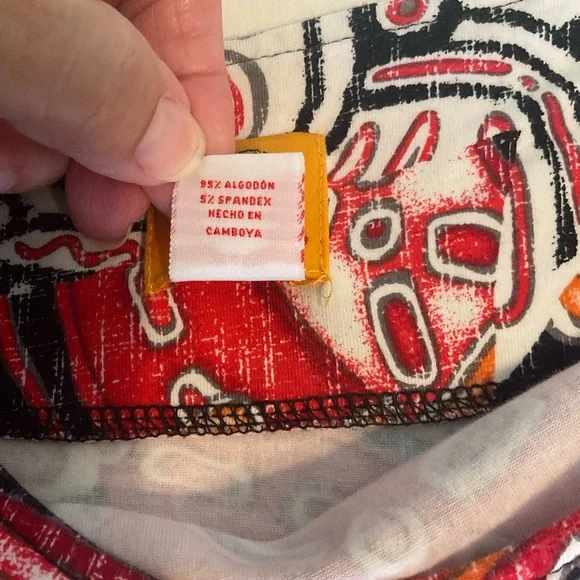 95% ALGODÓN
5% SPANDEX
HECHO EN
CAMBOYA